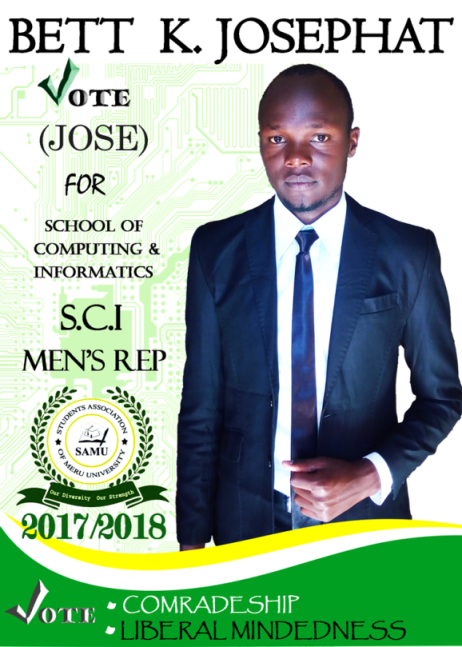 BETT K. JOSEPHAT
VOTE
(JOSE)
FOR
SCHOOL OF
COMPUTING &
INFORMATICS
S.C.I
MEN'S REP
STUDENTS ASSOCIATION
SAMU
OF MERU UNIVERSITY
Our Diversity Our Strength
2017/2018
VOTE
• COMRADESHIP
• LIBERAL MINDEDNESS